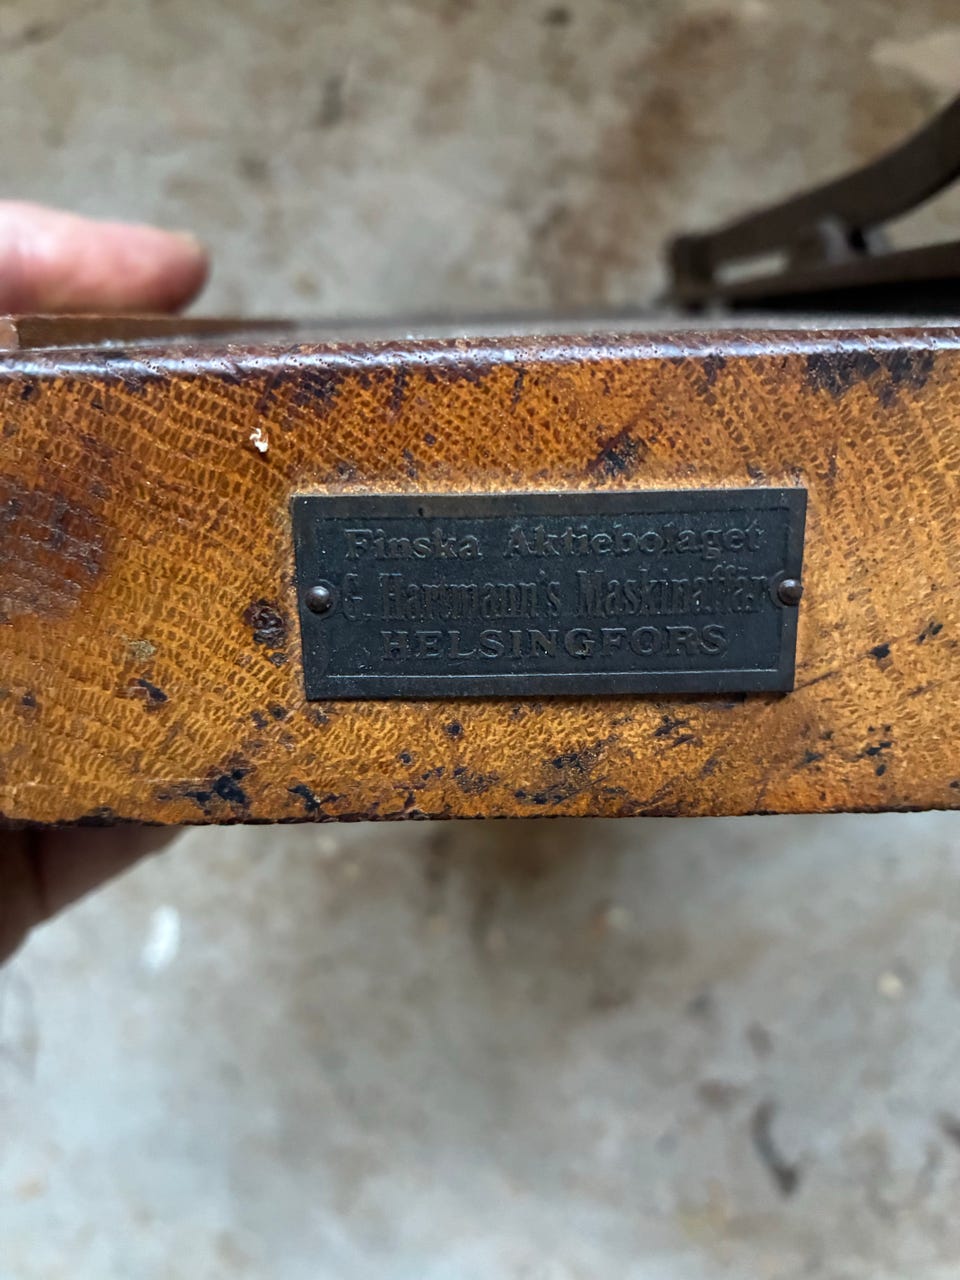 Finska Aktiebolaget
G. Hartmann's Maskinaffär
HELSINGFORS